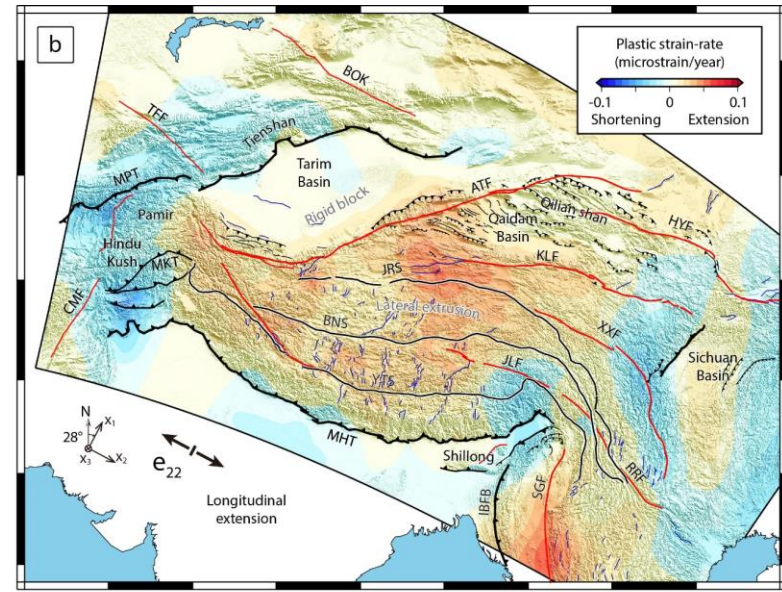 b
Plastic strain-rate
(microstrain/year)
-0.1
0
0.1
Shortening
Extension
BOK
TFF
Tienshan
MPT
Tarim
Basin
Rigid block
ATF
Qilian shan
Qaidam
Basin
HYF
Pamir
Hindu
Kush
MKT
CMF
JRS
KLF
Lateral extrusion
BNS
XXF
Sichuan
Basin
JLF
YTS
MHT
Shillong
IBFB
SGF
RRF
N
28°
x1
x2
x3
e22
Longitudinal
extension